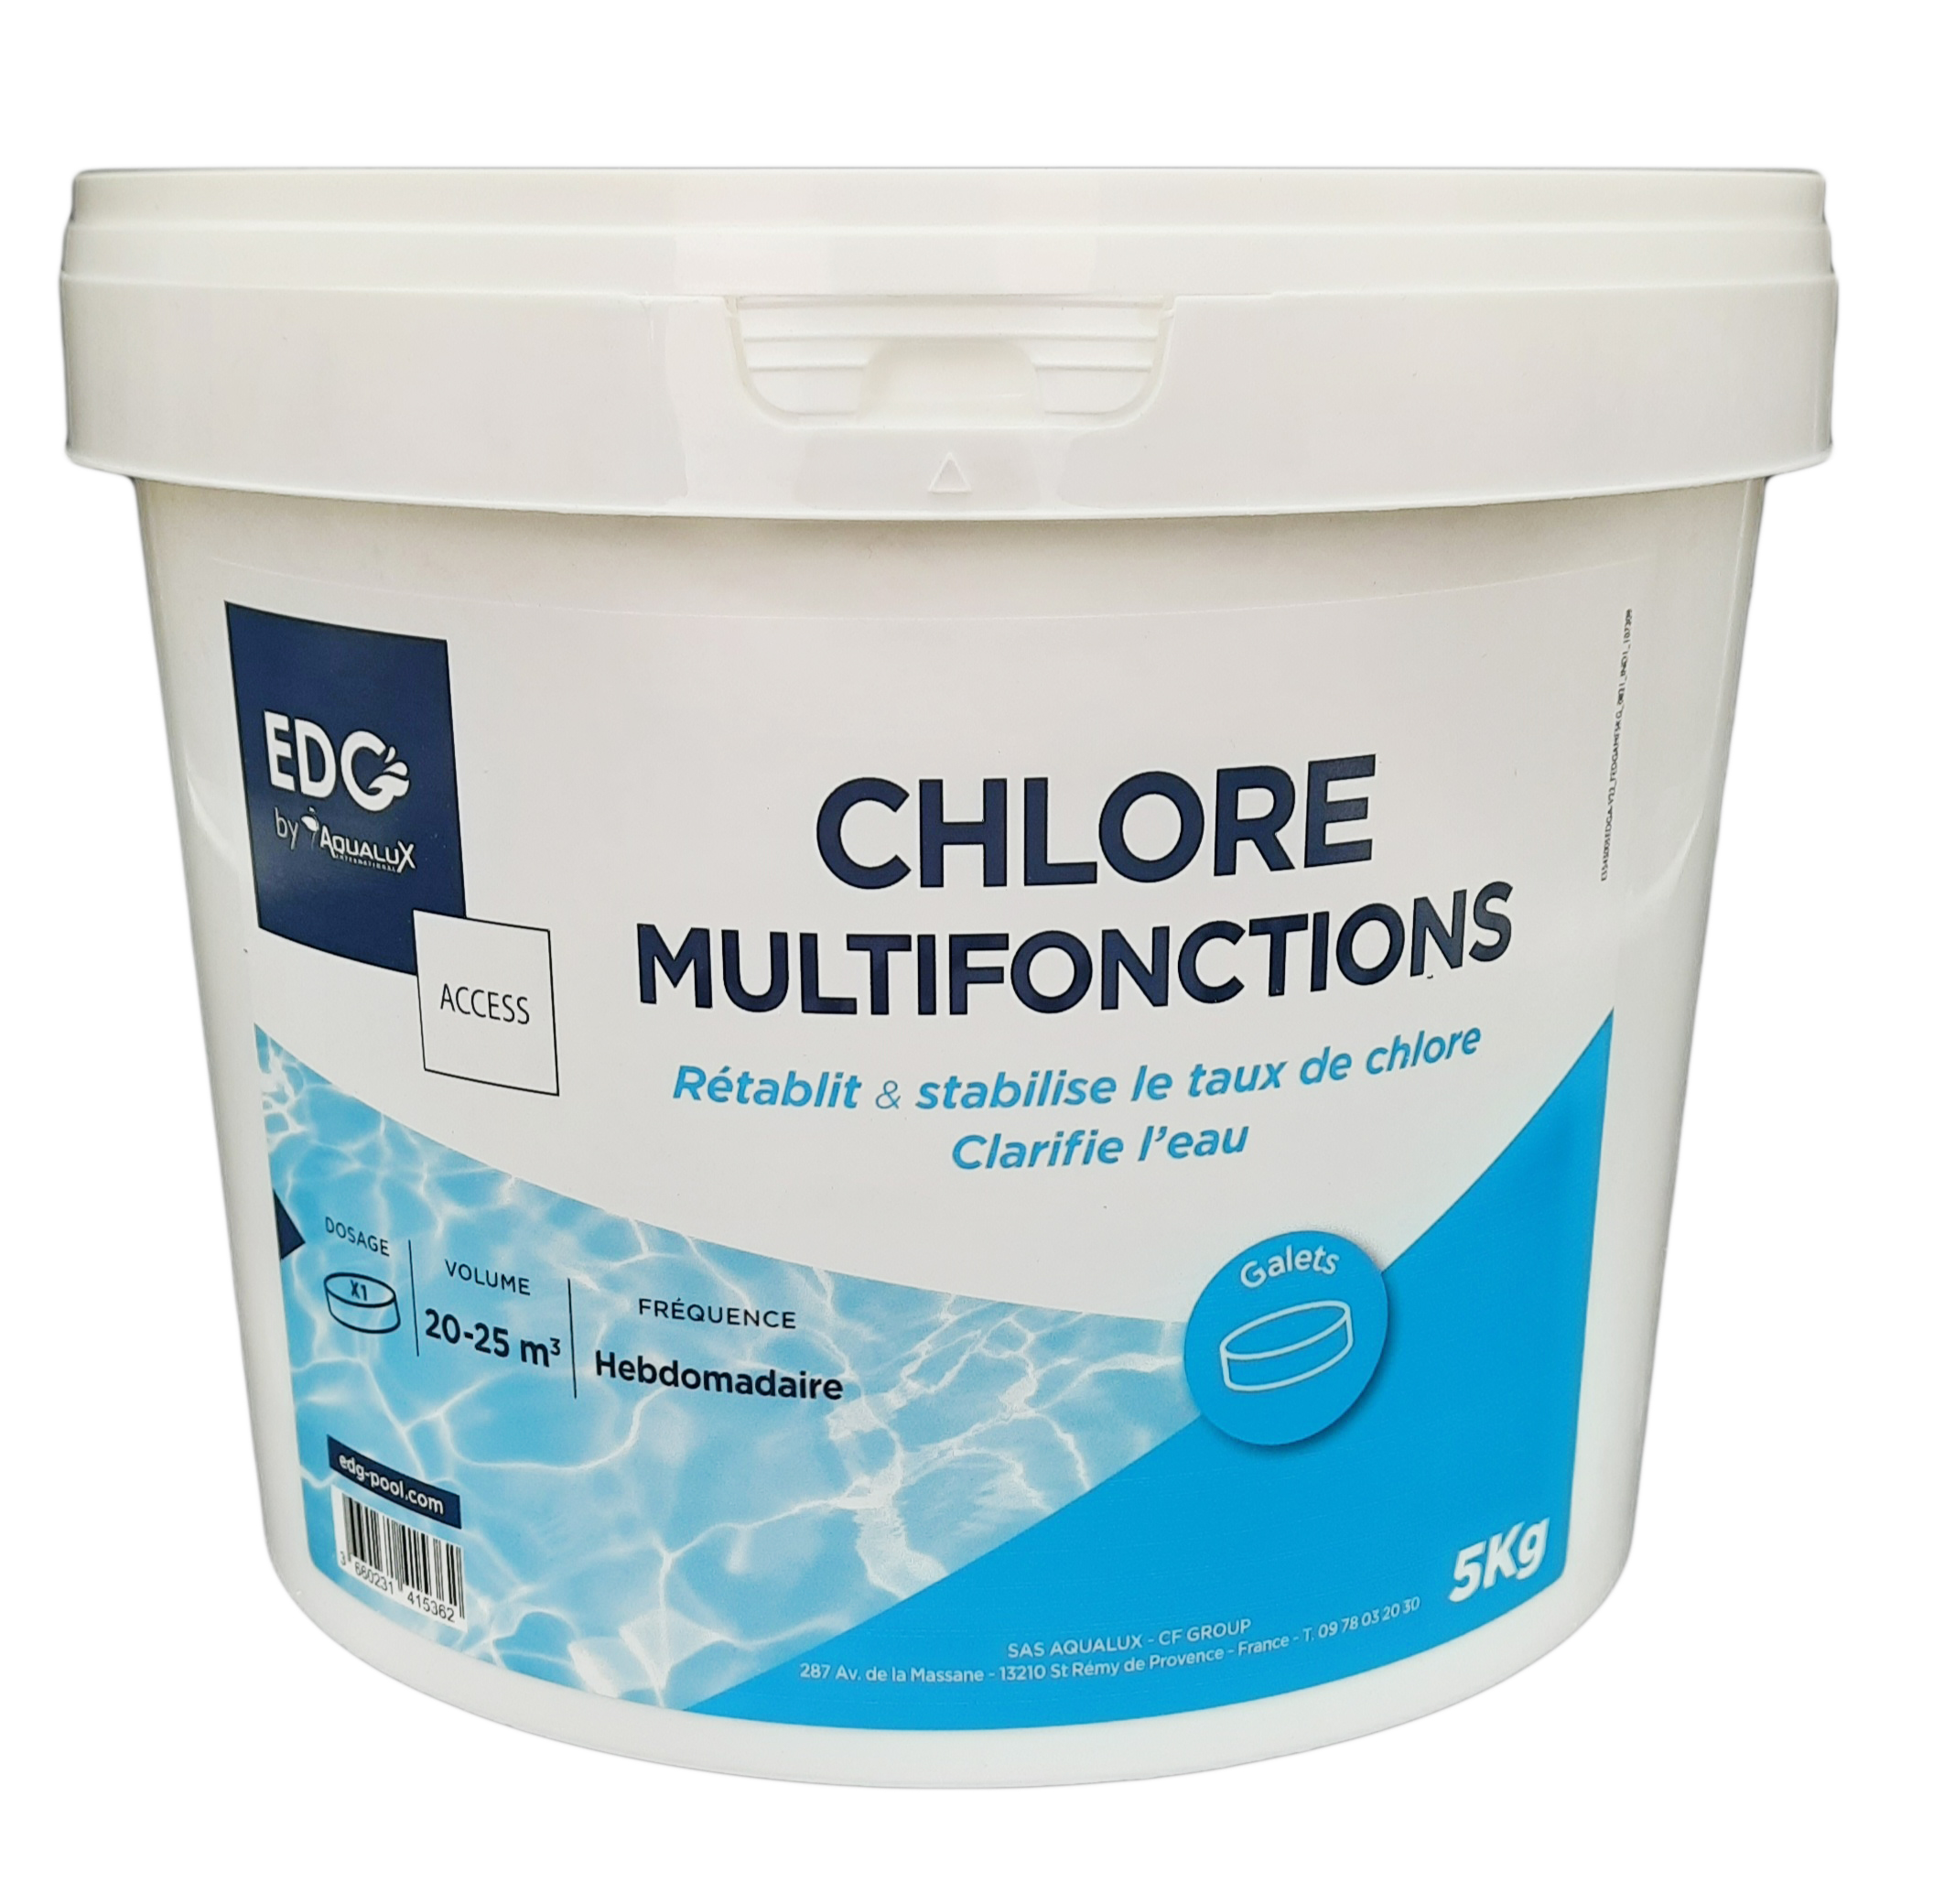 EDG
by AQUALUX
INTERNATIONAL
ACCESS
CHLORE
MULTIFONCTIONS
Rétablit & stabilise le taux de chlore
Clarifie l'eau
DOSAGE
X1
VOLUME
20-25 m³
FRÉQUENCE
Hebdomadaire
Galets
edg-pool.com
3 660231 415362
5Kg
SAS AQUALUX - CF GROUP
287 Av. de la Massane - 13210 St Rémy de Provence - France - T. 09 78 03 20 30